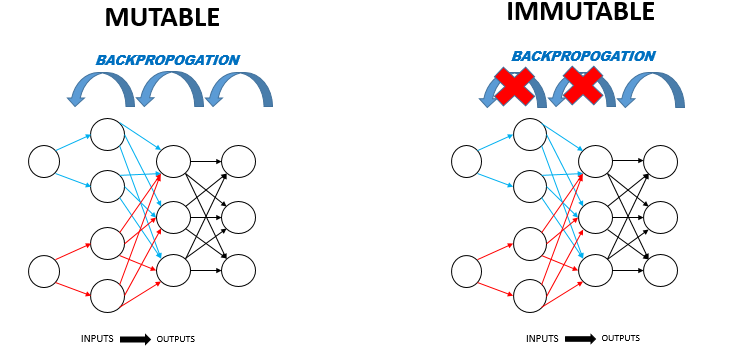 MUTABLE
BACKPROPOGATION
INPUTS
OUTPUTS
IMMUTABLE
BACKPROPOGATION
INPUTS
OUTPUTS